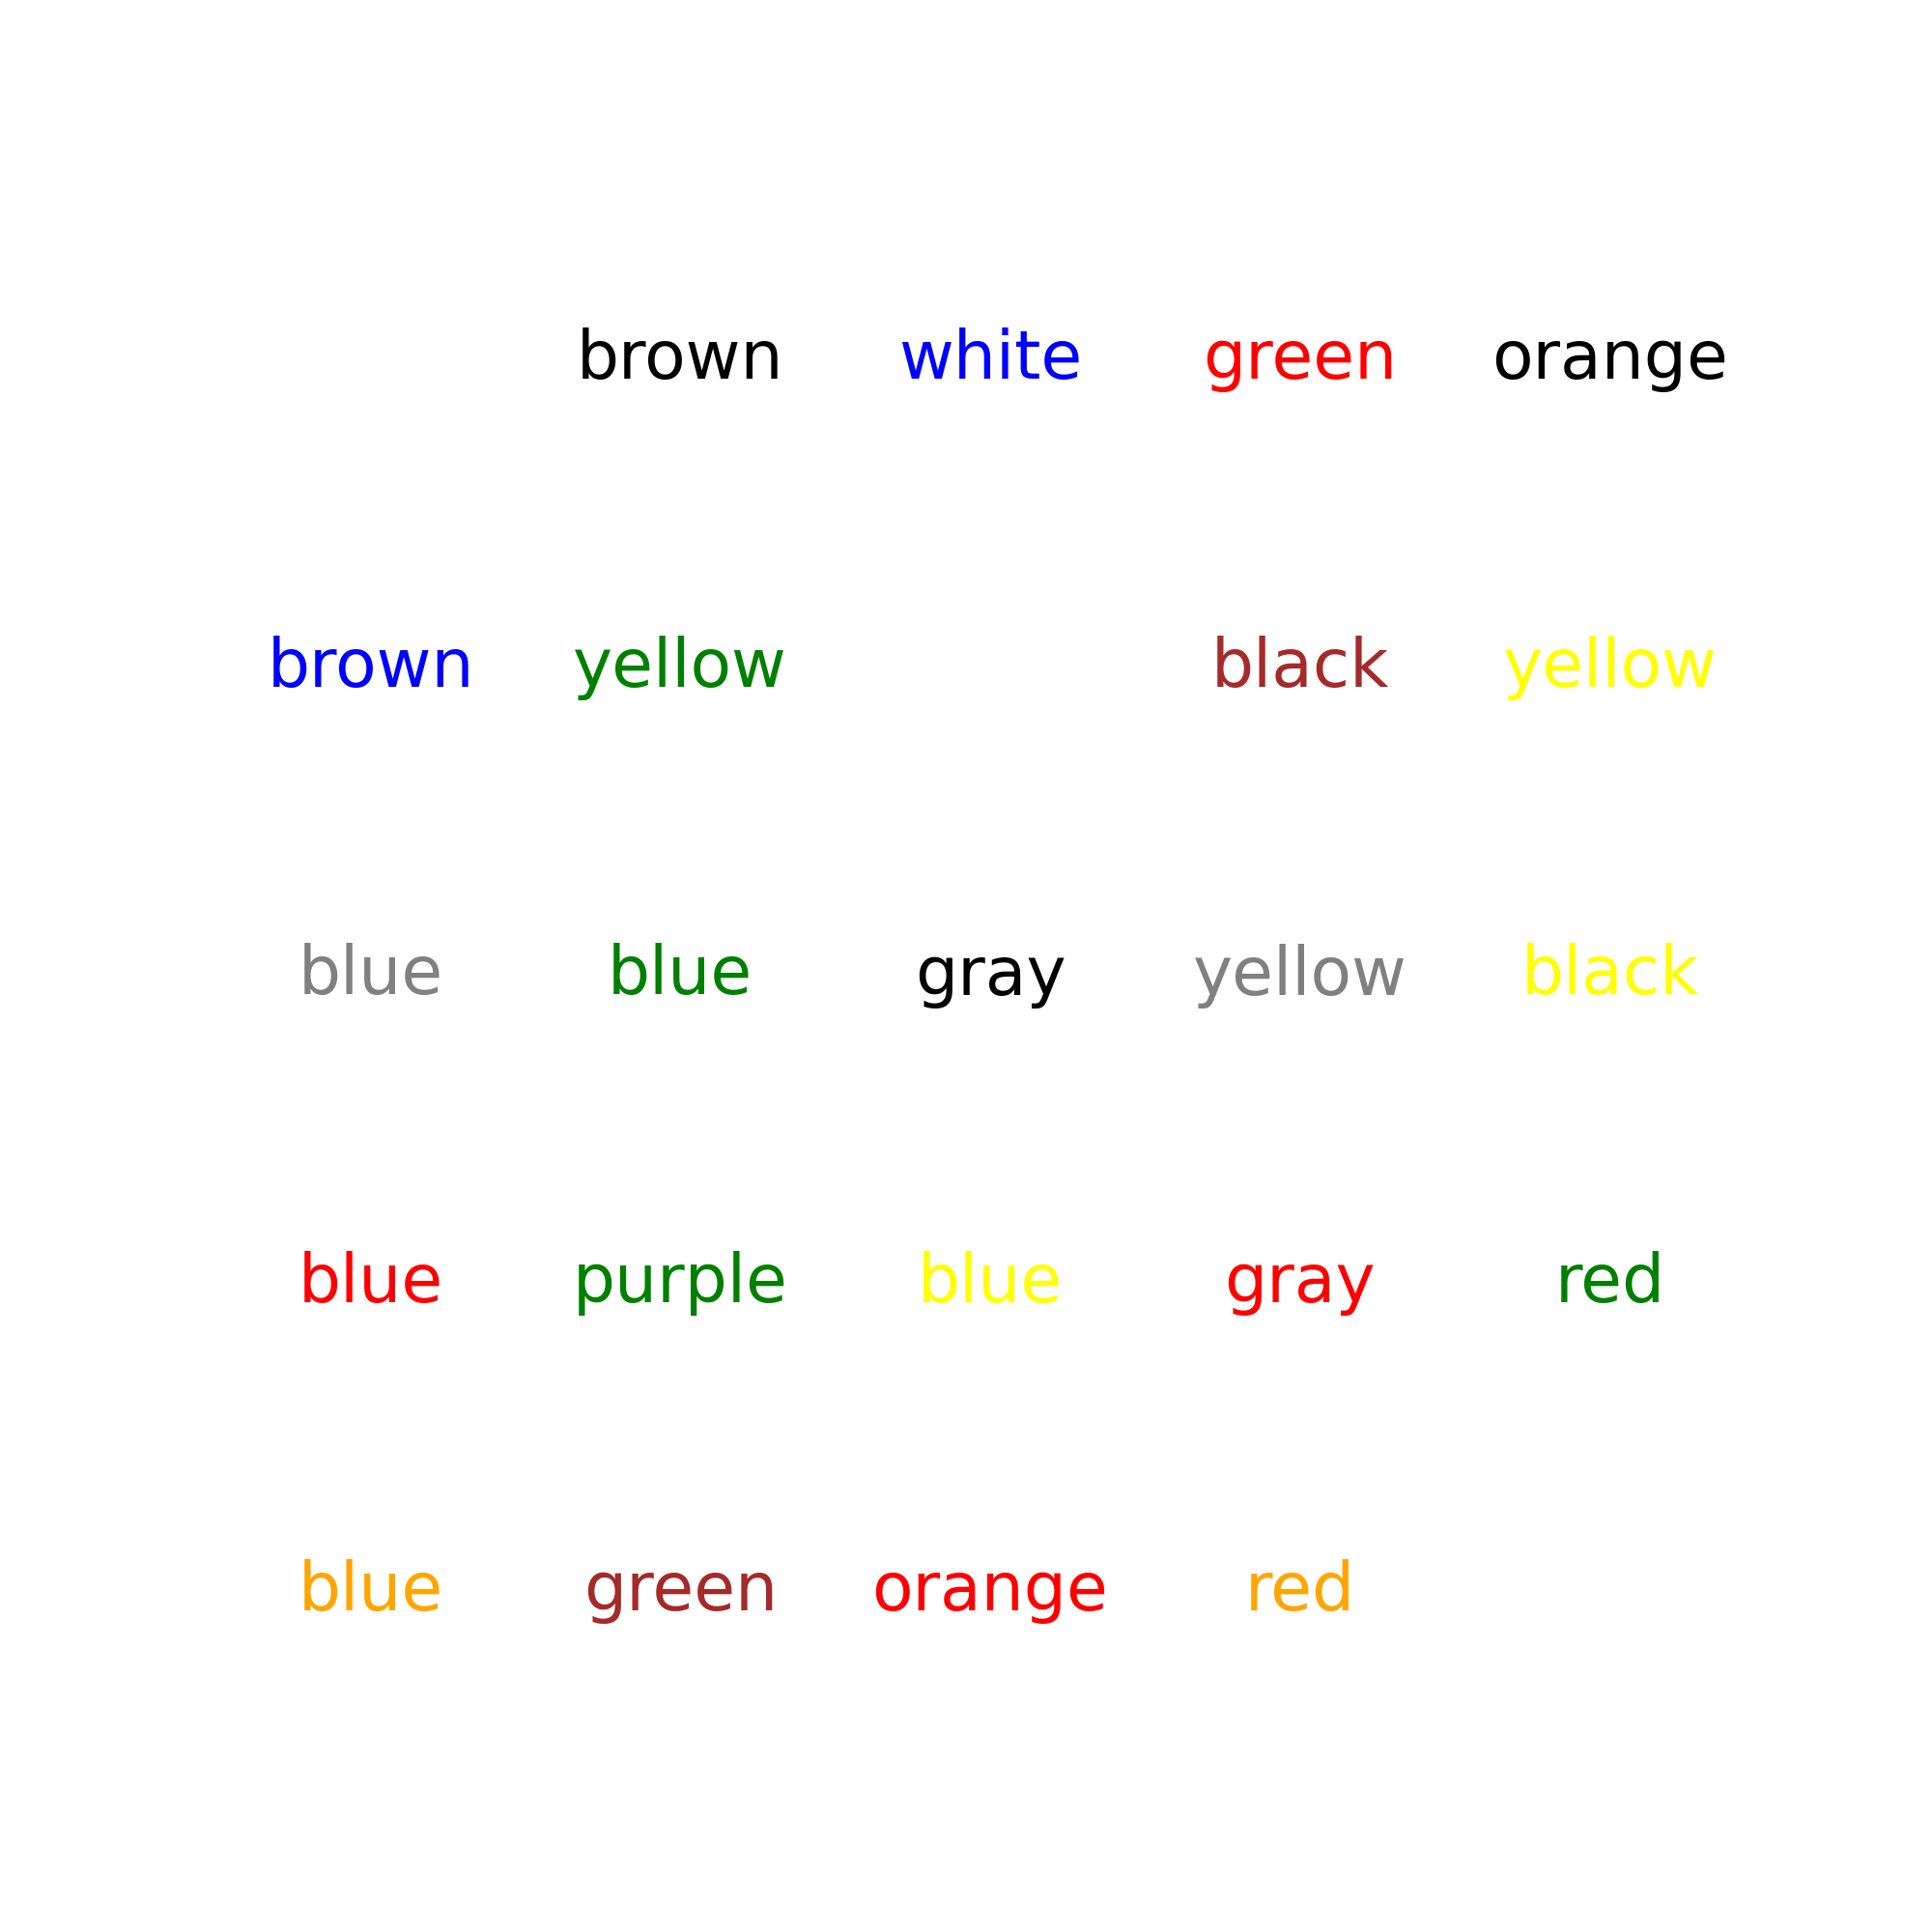 brown white green orange
brown yellow black yellow
blue blue gray yellow black
blue purple blue gray red
blue green orange red